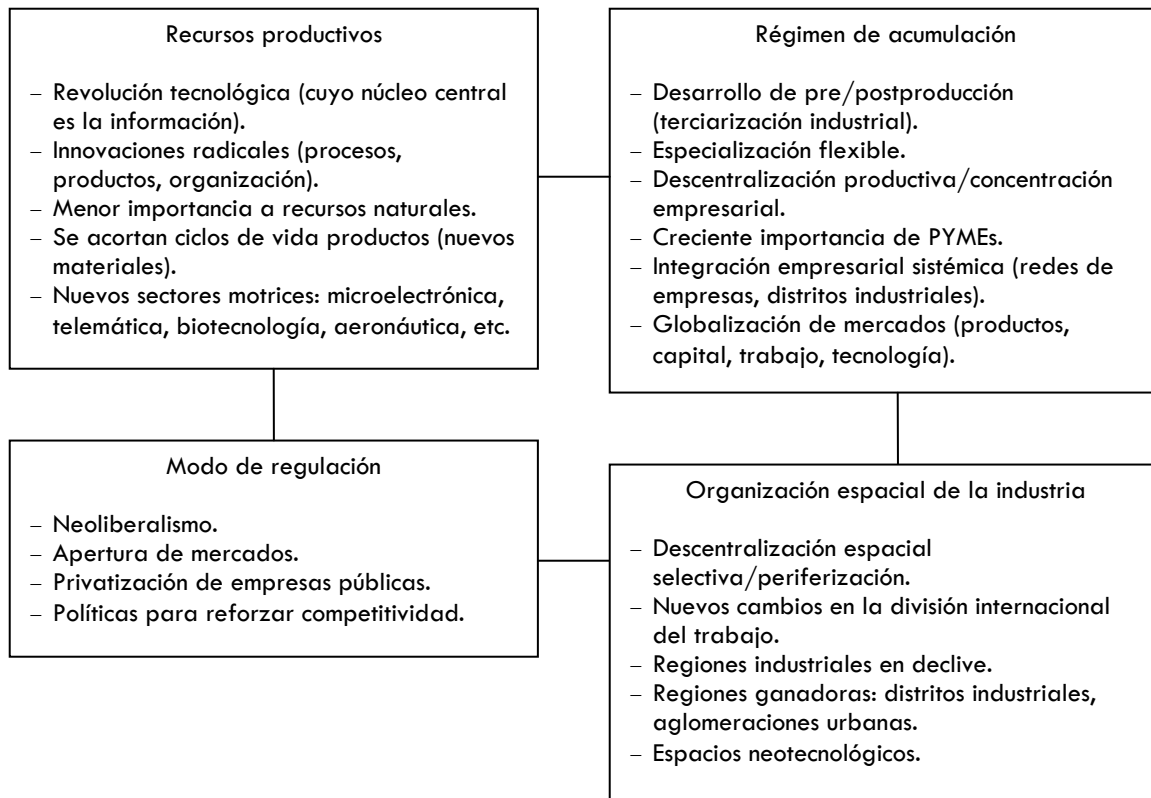 Recursos productivos
– Revolución tecnológica (cuyo núcleo central
es la información).
– Innovaciones radicales (procesos,
productos, organización).
– Menor importancia a recursos naturales.
– Se acortan ciclos de vida productos (nuevos
materiales).
– Nuevos sectores motrices: microelectrónica,
telemática, biotecnología, aeronáutica, etc.
Régimen de acumulación
– Desarrollo de pre/postproducción
(terciarización industrial).
– Especialización flexible.
– Descentralización productiva/concentración
empresarial.
– Creciente importancia de PYMEs.
– Integración empresarial sistémica (redes de
empresas, distritos industriales).
– Globalización de mercados (productos,
capital, trabajo, tecnología).
Modo de regulación
– Neoliberalismo.
– Apertura de mercados.
– Privatización de empresas públicas.
– Políticas para reforzar competitividad.
Organización espacial de la industria
– Descentralización espacial
selectiva/periferización.
– Nuevos cambios en la división internacional
del trabajo.
– Regiones industriales en declive.
– Regiones ganadoras: distritos industriales,
aglomeraciones urbanas.
– Espacios neotecnológicos.